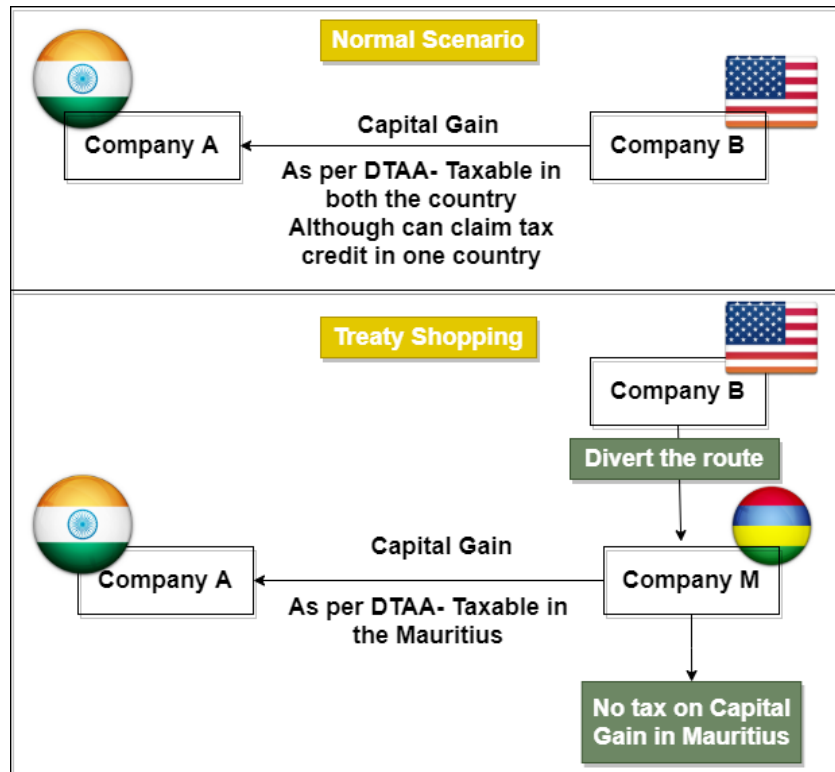 Normal Scenario
Company A
Capital Gain
Company B
As per DTAA- Taxable in
both the country
Although can claim tax
credit in one country
Treaty Shopping
Company B
Divert the route
Company A
Capital Gain
Company M
As per DTAA- Taxable in
the Mauritius
No tax on Capital
Gain in Mauritius